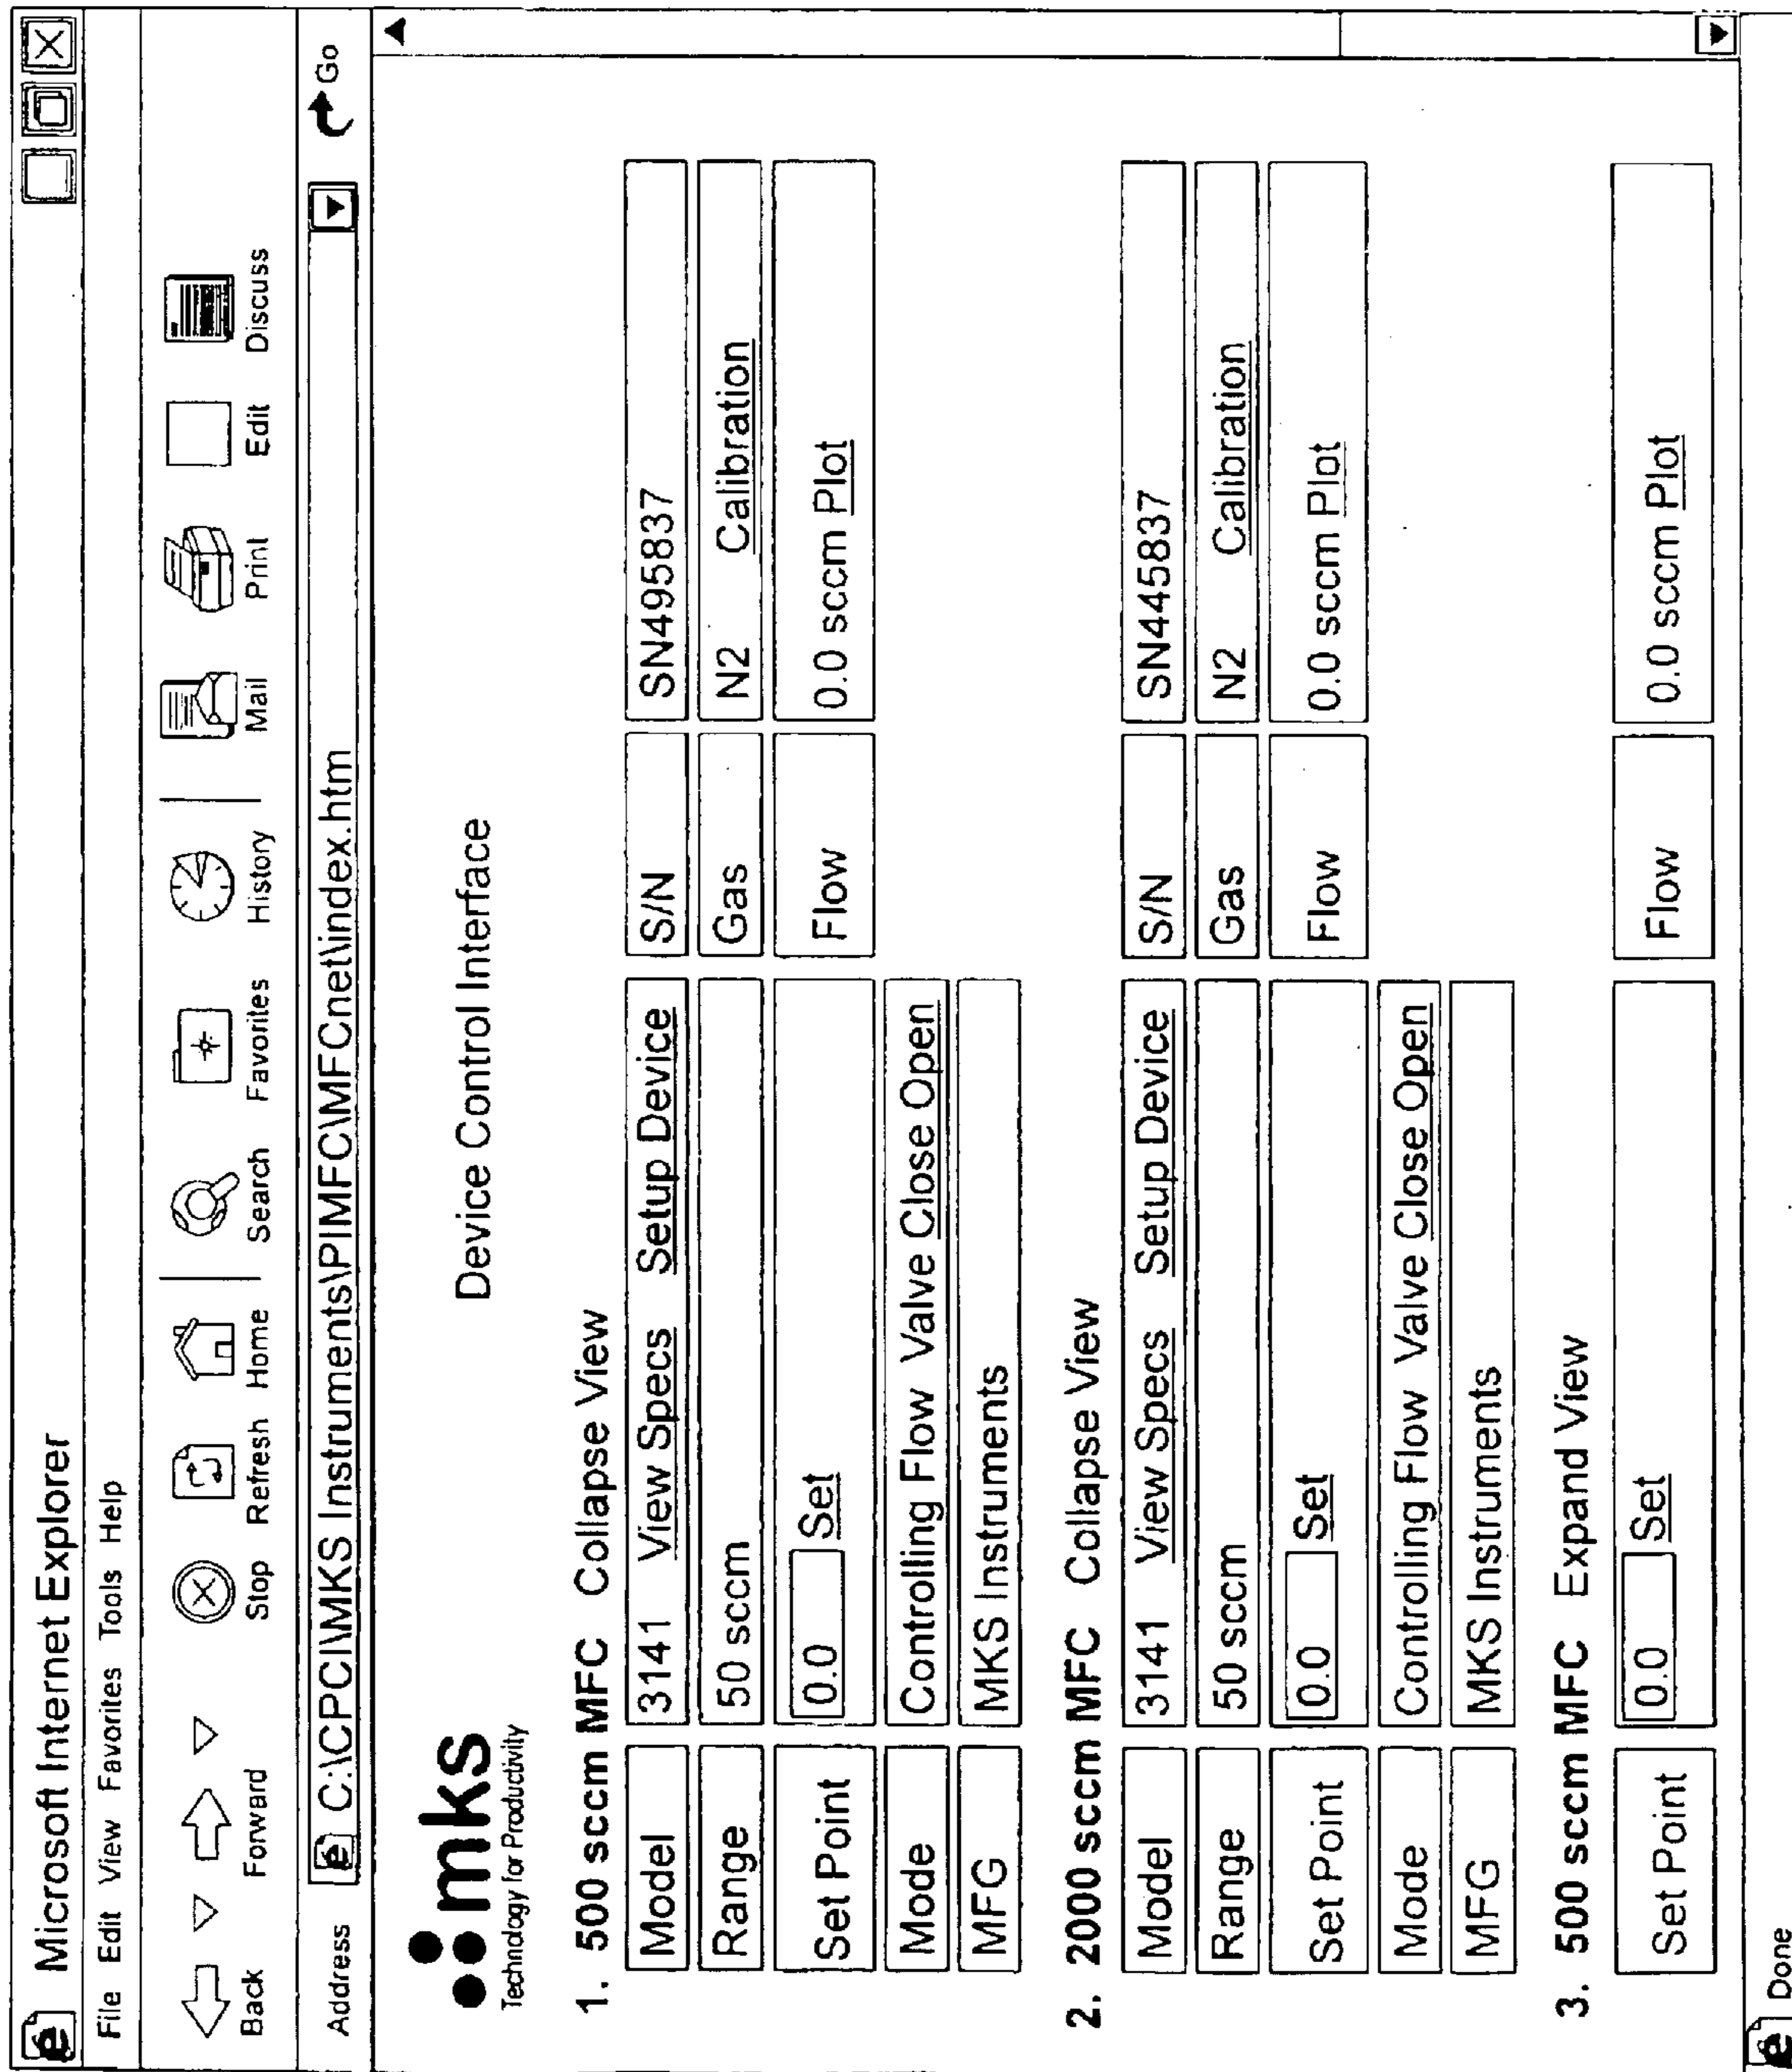 Microsoft Internet Explorer
File Edit View Favorites Tools Help
Back Forward Stop Refresh Home Search Favorites History Mail Print Edit Discuss
Address C:\CPCI\MKS Instruments\PIMFC\MFCnet\index.htm Go
mks
Technology for Productivity
Device Control Interface
1. 500 sccm MFC Collapse View
Model 3141 View Specs Setup Device S/N SN495837
Range 50 sccm Gas N2 Calibration
Set Point 0.0 Set Flow 0.0 sccm Plot
Mode Controlling Flow Valve Close Open
MFG MKS Instruments
2. 2000 sccm MFC Collapse View
Model 3141 View Specs Setup Device S/N SN445837
Range 50 sccm Gas N2 Calibration
Set Point 0.0 Set Flow 0.0 sccm Plot
Mode Controlling Flow Valve Close Open
MFG MKS Instruments
3. 500 sccm MFC Expand View
Set Point 0.0 Set Flow 0.0 sccm Plot
Done